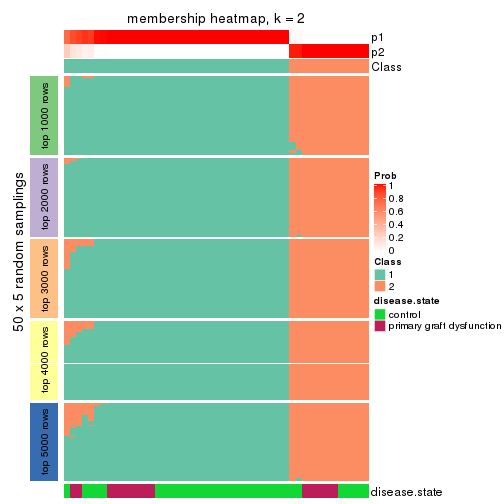 membership heatmap, k = 2
p1
p2
Class
50 x 5 random samplings
top 1000 rows
top 2000 rows
top 3000 rows
top 4000 rows
top 5000 rows
Prob
1
0.8
0.6
0.4
0.2
0
Class
1
2
disease.state
control
primary graft dysfunction
disease.state